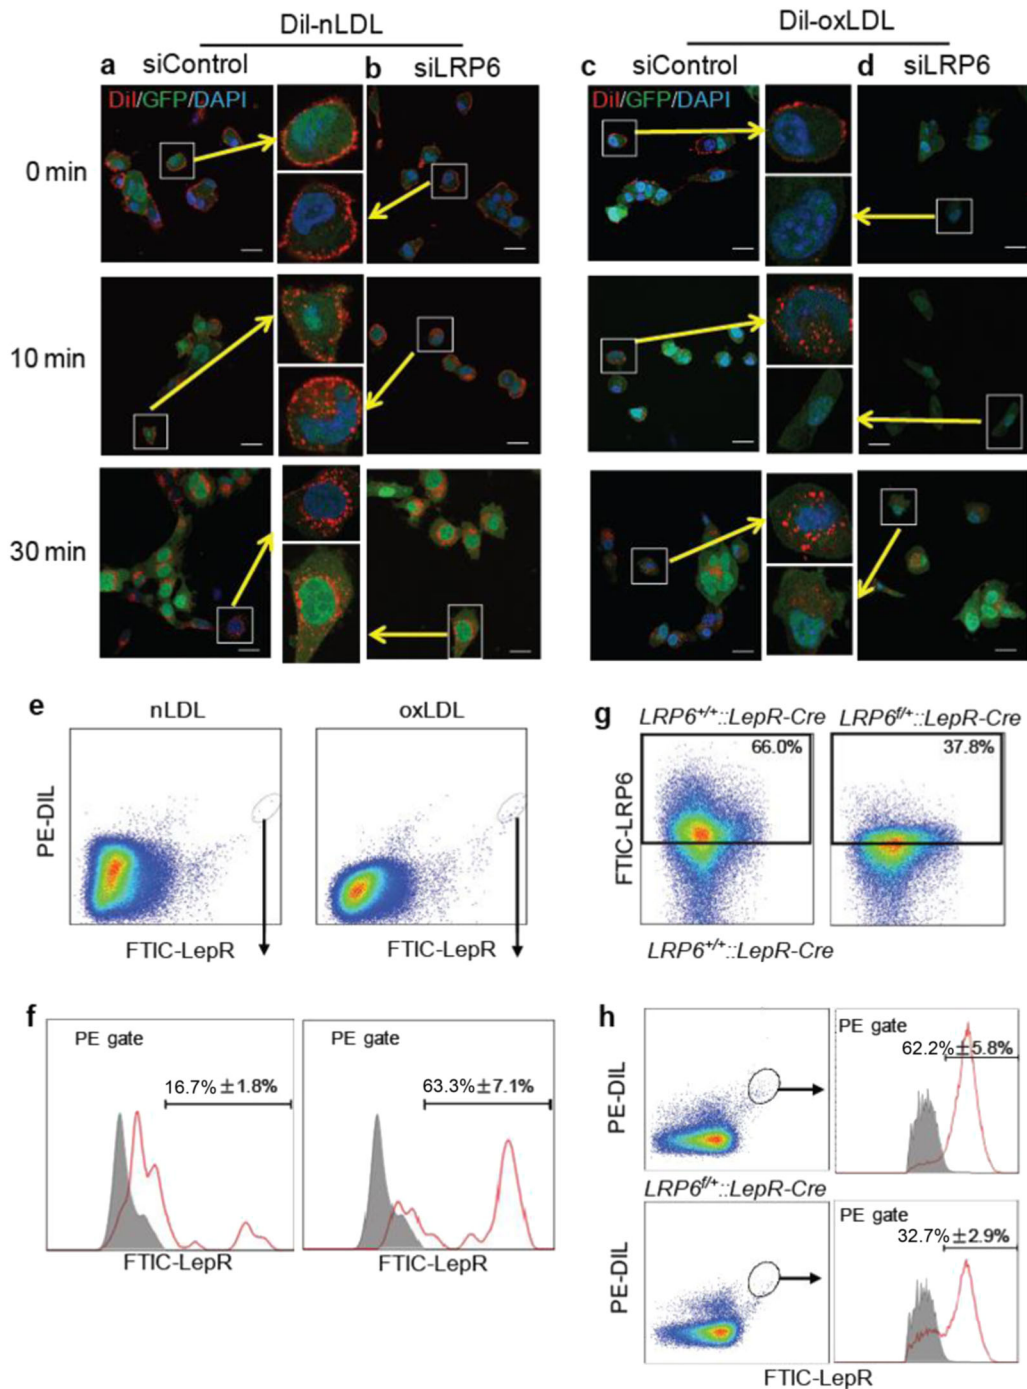 Dil-nLDL
Dil-oxLDL
a siControl b siLRP6 c siControl d siLRP6
Dil/GFP/DAPI Dil/GFP/DAPI
0 min
10 min
30 min
e nLDL oxLDL
PE-DIL
FTIC-LepR FTIC-LepR
g LRP6+/+::LepR-Cre LRP6f/+::LepR-Cre
66.0% 37.8%
FTIC-LRP6
LRP6+/+::LepR-Cre
f PE gate PE gate
16.7% ±1.8% 63.3% ±7.1%
FTIC-LepR FTIC-LepR
h PE gate
62.2% ±5.8%
PE-DIL
LRP6f/+::LepR-Cre
PE gate
32.7% ±2.9%
PE-DIL
FTIC-LepR